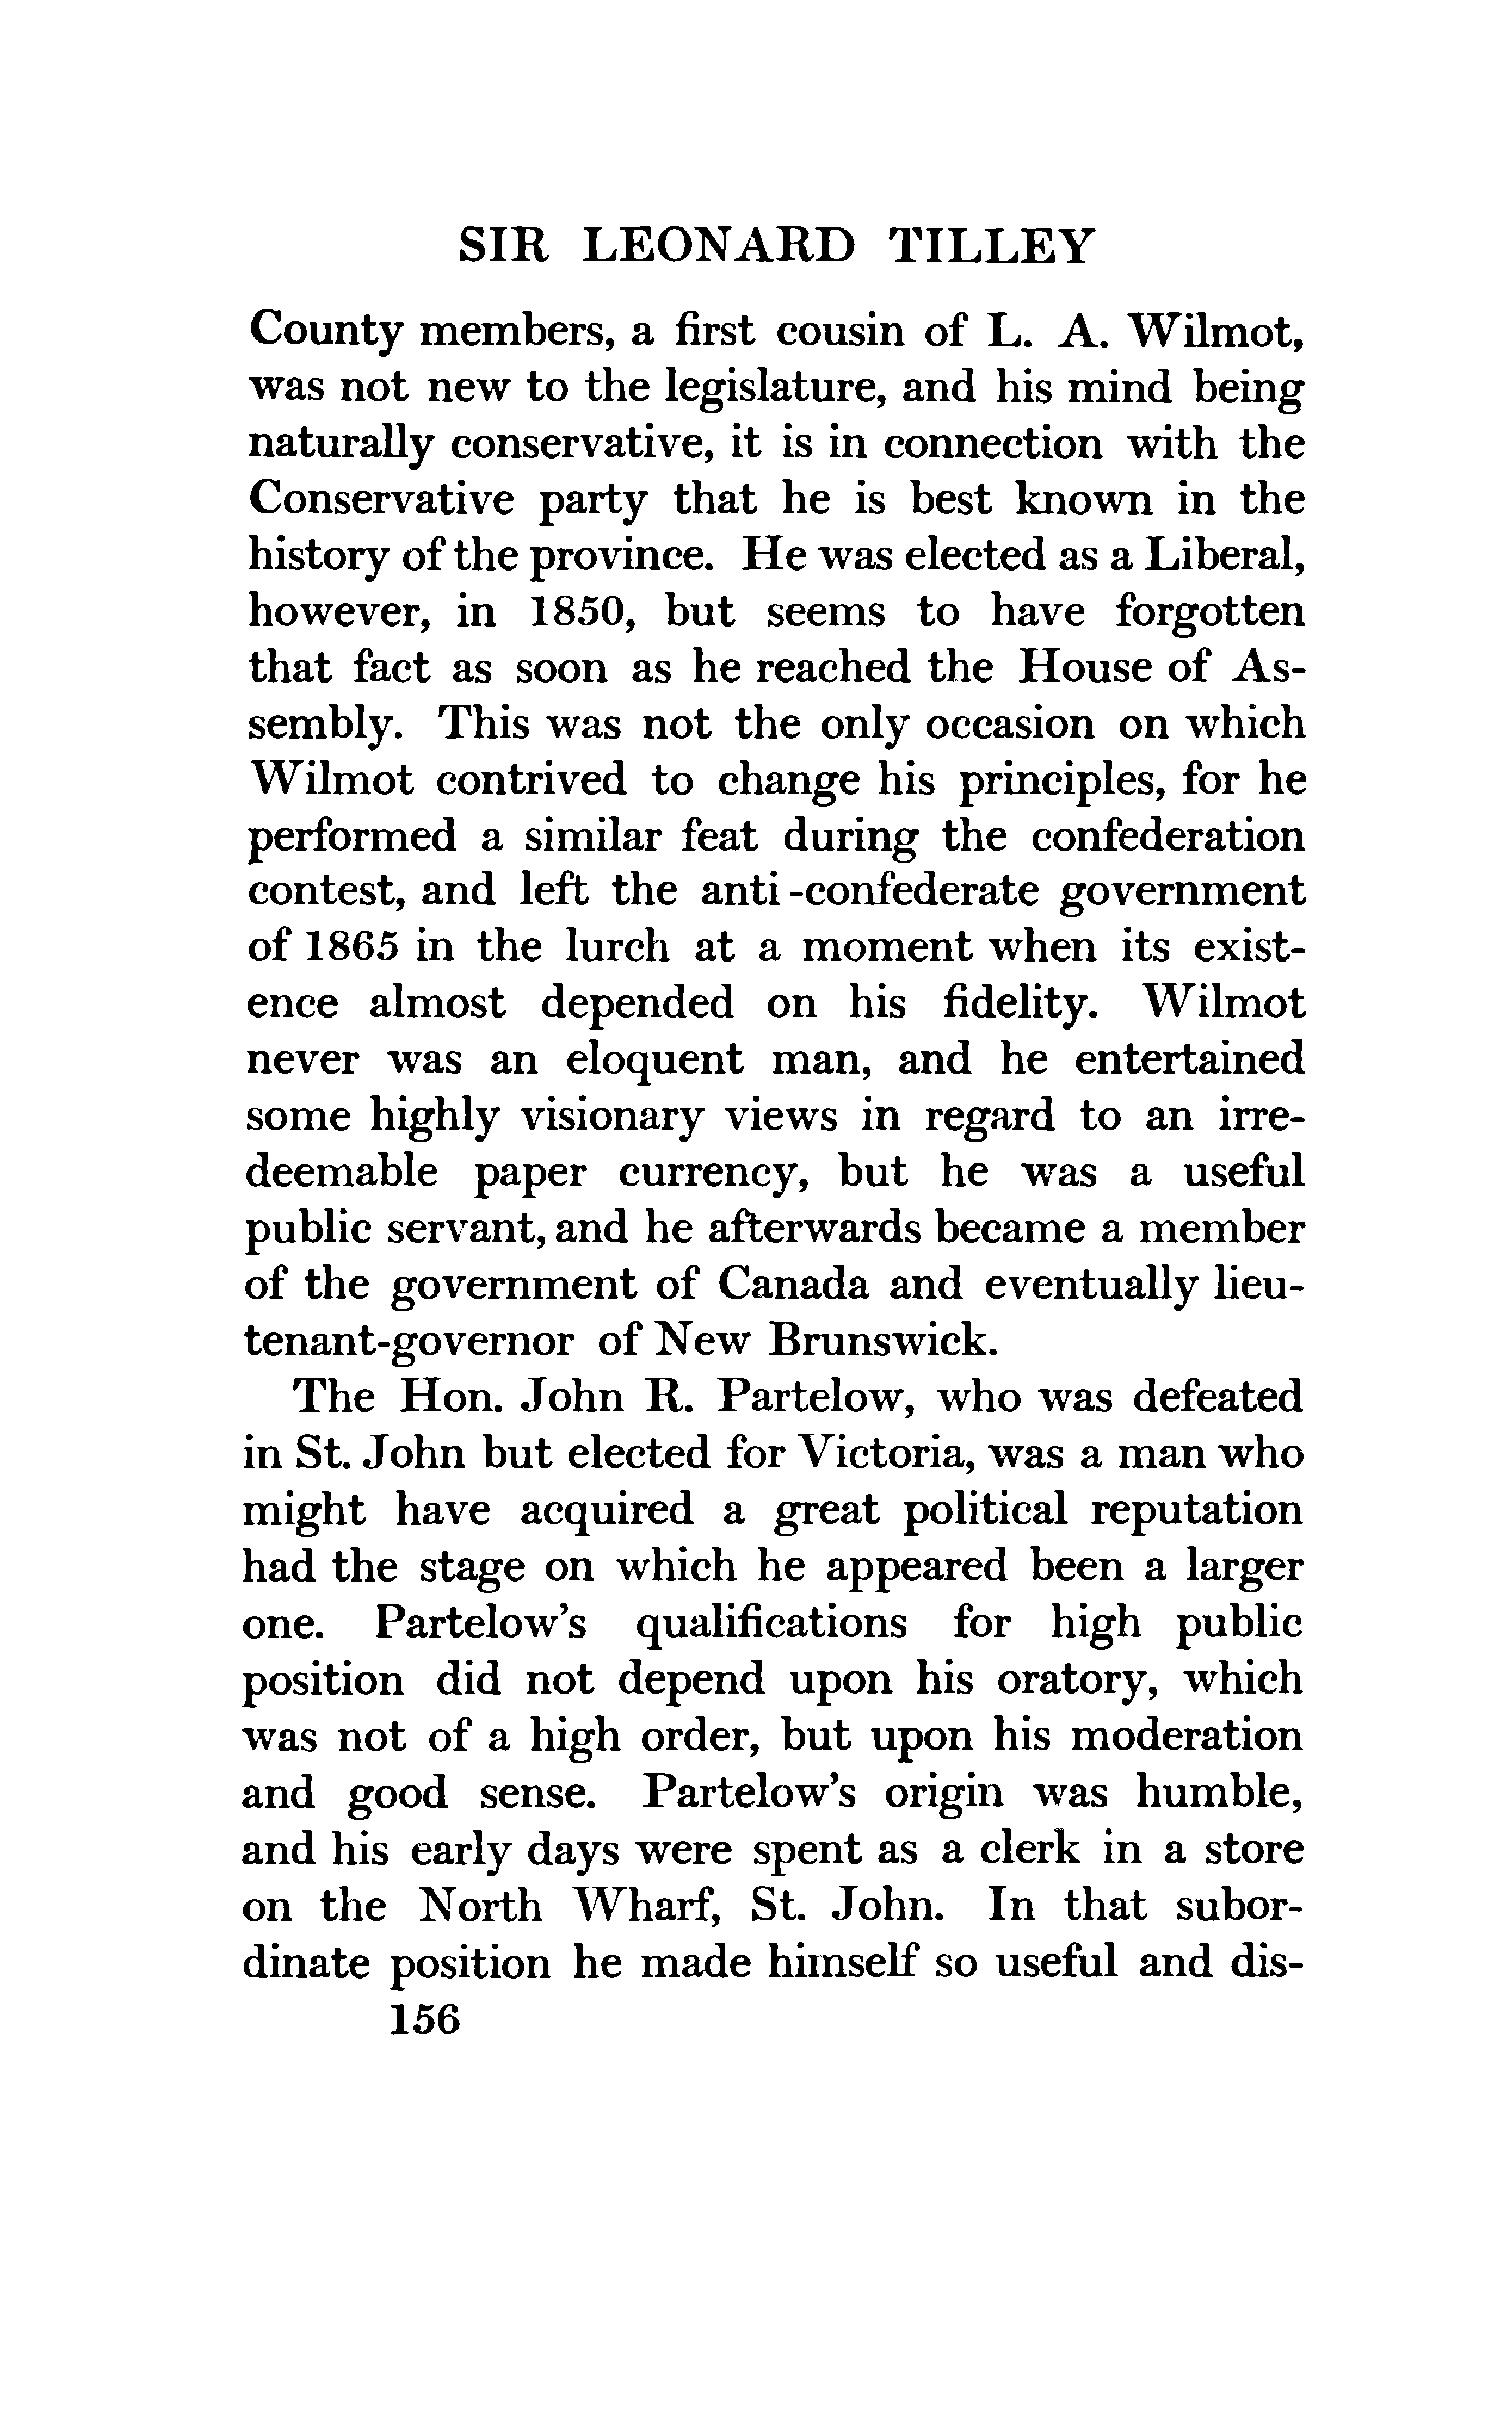 SIR LEONARD TILLEY
County members, a first cousin of L. A. Wilmot,
was not new to the legislature, and his mind being
naturally conservative, it is in connection with the
Conservative party that he is best known in the
history of the province. He was elected as a Liberal,
however, in 1850, but seems to have forgotten
that fact as soon as he reached the House of As-
sembly. This was not the only occasion on which
Wilmot contrived to change his principles, for he
performed a similar feat during the confederation
contest, and left the anti-confederate government
of 1865 in the lurch at a moment when its exist-
ence almost depended on his fidelity. Wilmot
never was an eloquent man, and he entertained
some highly visionary views in regard to an irre-
deemable paper currency, but he was a useful
public servant, and he afterwards became a member
of the government of Canada and eventually lieu-
tenant-governor of New Brunswick.
The Hon. John R. Partelow, who was defeated
in St. John but elected for Victoria, was a man who
might have acquired a great political reputation
had the stage on which he appeared been a larger
one. Partelow's qualifications for high public
position did not depend upon his oratory, which
was not of a high order, but upon his moderation
and good sense. Partelow's origin was humble,
and his early days were spent as a clerk in a store
on the North Wharf, St. John. In that subor-
dinate position he made himself so useful and dis-
156